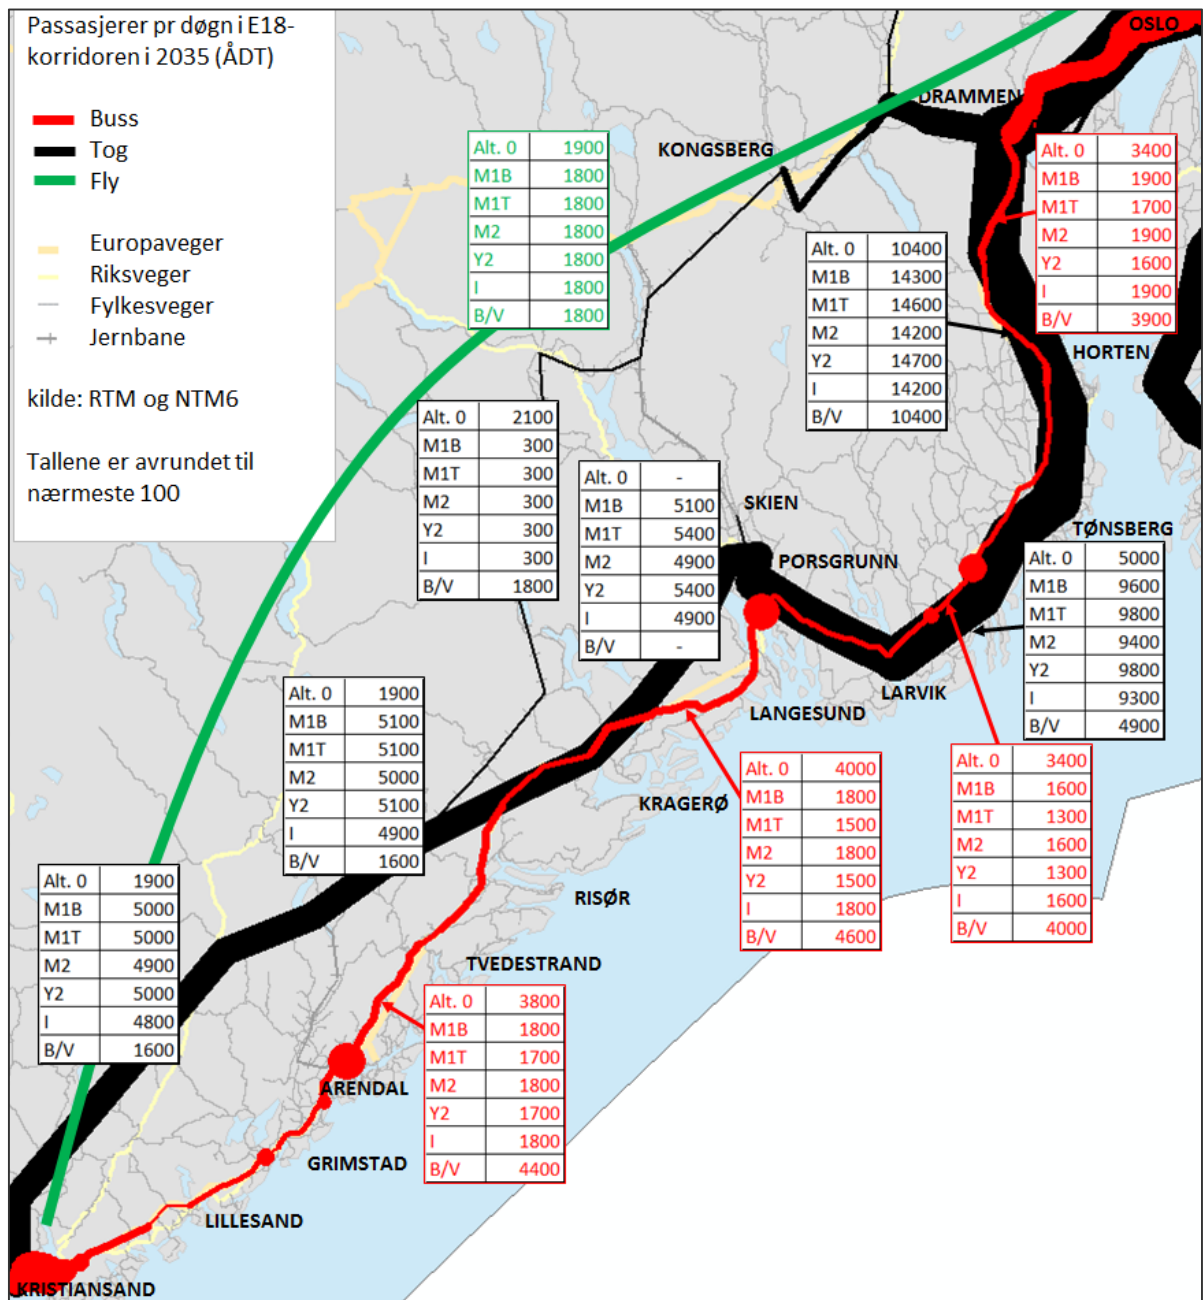 Passasjerer pr døgn i E18-
korridoren i 2035 (ÅDT)
Buss
Tog
Fly
Europaveger
Riksveger
Fylkesveger
Jernbane
kilde: RTM og NTM6
Tallene er avrundet til
nærmeste 100
OSLO
DRAMMEN
KONGSBERG
Alt. 0 1900
M1B 1800
M1T 1800
M2 1800
Y2 1800
I 1800
B/V 1800
Alt. 0 3400
M1B 1900
M1T 1700
M2 1900
Y2 1600
I 1900
B/V 3900
Alt. 0 10400
M1B 14300
M1T 14600
M2 14200
Y2 14700
I 14200
B/V 10400
HORTEN
Alt. 0 2100
M1B 300
M1T 300
M2 300
Y2 300
I 300
B/V 1800
Alt. 0 -
M1B 5100
M1T 5400
M2 4900
Y2 5400
I 4900
B/V -
SKIEN
TØNSBERG
PORSGRUNN
Alt. 0 5000
M1B 9600
M1T 9800
M2 9400
Y2 9800
I 9300
B/V 4900
LARVIK
LANGESUND
Alt. 0 1900
M1B 5100
M1T 5100
M2 5000
Y2 5100
I 4900
B/V 1600
Alt. 0 4000
M1B 1800
M1T 1500
M2 1800
Y2 1500
I 1800
B/V 4600
Alt. 0 3400
M1B 1600
M1T 1300
M2 1600
Y2 1300
I 1600
B/V 4000
KRAGERØ
Alt. 0 1900
M1B 5000
M1T 5000
M2 4900
Y2 5000
I 4800
B/V 1600
RISØR
TVEDESTRAND
Alt. 0 3800
M1B 1800
M1T 1700
M2 1800
Y2 1700
I 1800
B/V 4400
ARENDAL
GRIMSTAD
LILLESAND
KRISTIANSAND